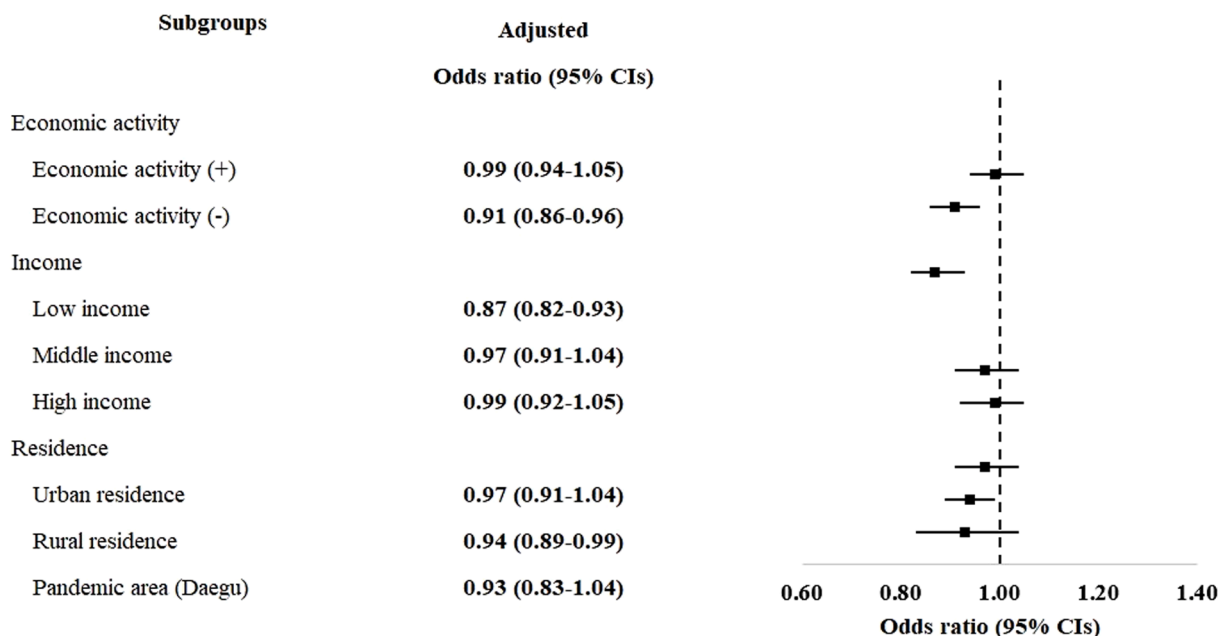 Subgroups Adjusted
Odds ratio (95% CIs)
Economic activity
Economic activity (+) 0.99 (0.94-1.05)
Economic activity (-) 0.91 (0.86-0.96)
Income
Low income 0.87 (0.82-0.93)
Middle income 0.97 (0.91-1.04)
High income 0.99 (0.92-1.05)
Residence
Urban residence 0.97 (0.91-1.04)
Rural residence 0.94 (0.89-0.99)
Pandemic area (Daegu) 0.93 (0.83-1.04)
0.60 0.80 1.00 1.20 1.40
Odds ratio (95% CIs)